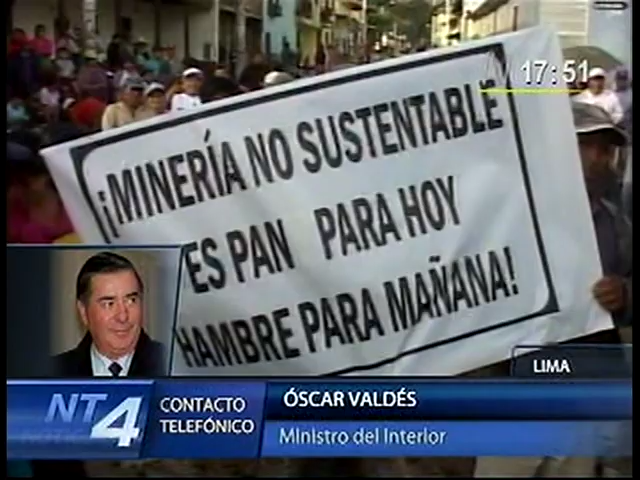 17:51
¡MINERÍA NO SUSTENTABLE
ES PAN PARA HOY
HAMBRE PARA MAÑANA!
LIMA
NT4
CONTACTO
TELEFÓNICO
ÓSCAR VALDÉS
Ministro del Interior